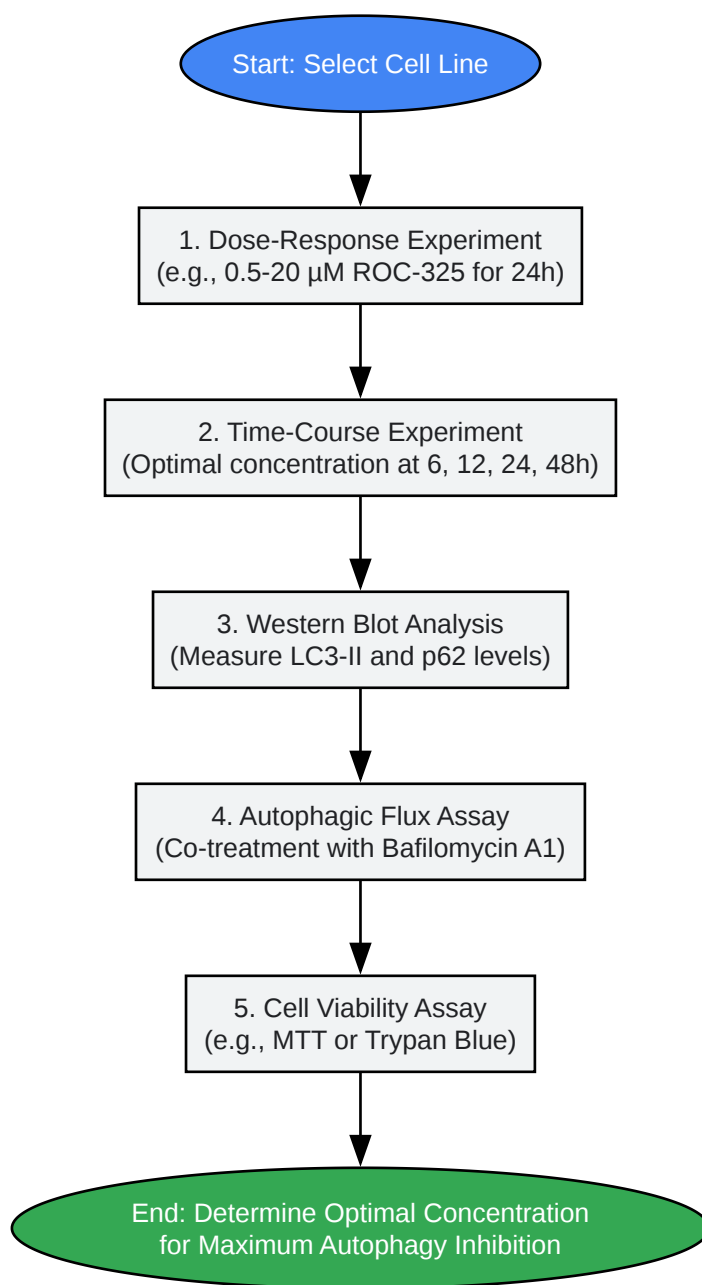 Start: Select Cell Line
1. Dose-Response Experiment
(e.g., 0.5-20 µM ROC-325 for 24h)
2. Time-Course Experiment
(Optimal concentration at 6, 12, 24, 48h)
3. Western Blot Analysis
(Measure LC3-II and p62 levels)
4. Autophagic Flux Assay
(Co-treatment with Bafilomycin A1)
5. Cell Viability Assay
(e.g., MTT or Trypan Blue)
End: Determine Optimal Concentration
for Maximum Autophagy Inhibition